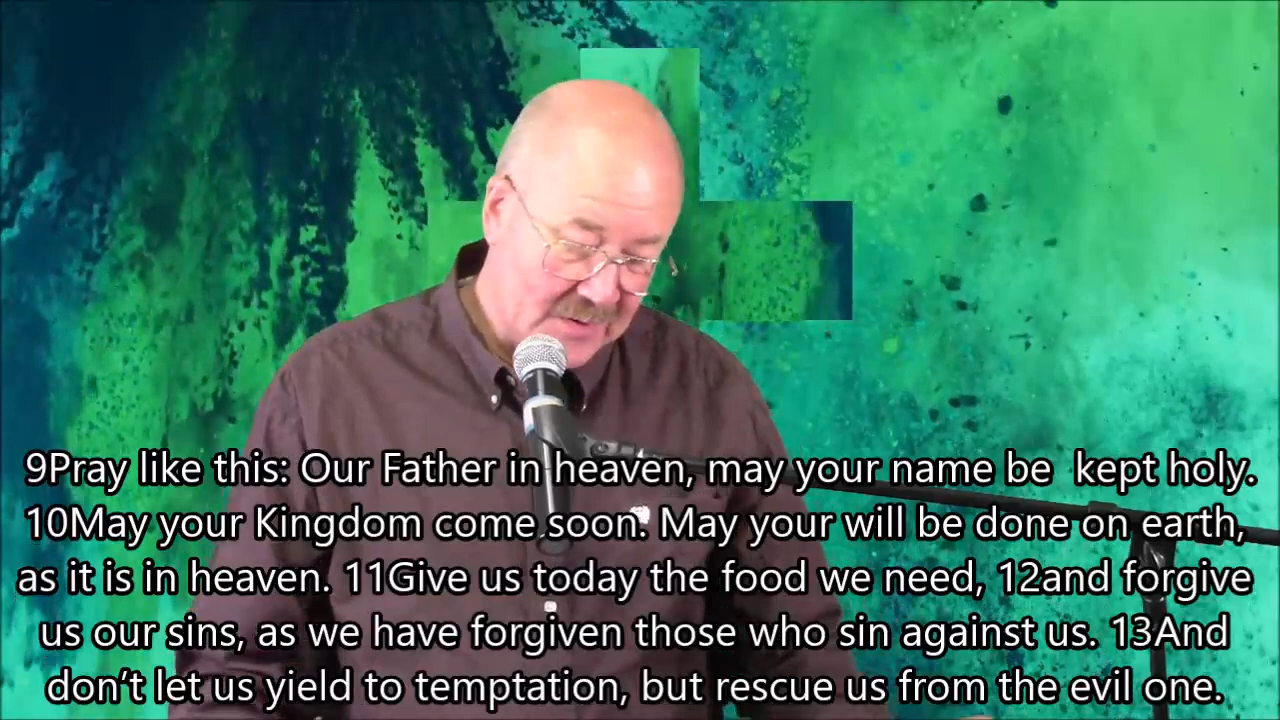 9Pray like this: Our Father in heaven, may your name be  kept holy.
10May your Kingdom come soon. May your will be done on earth,
as it is in heaven. 11Give us today the food we need, 12and forgive
us our sins, as we have forgiven those who sin against us. 13And
don’t let us yield to temptation, but rescue us from the evil one.